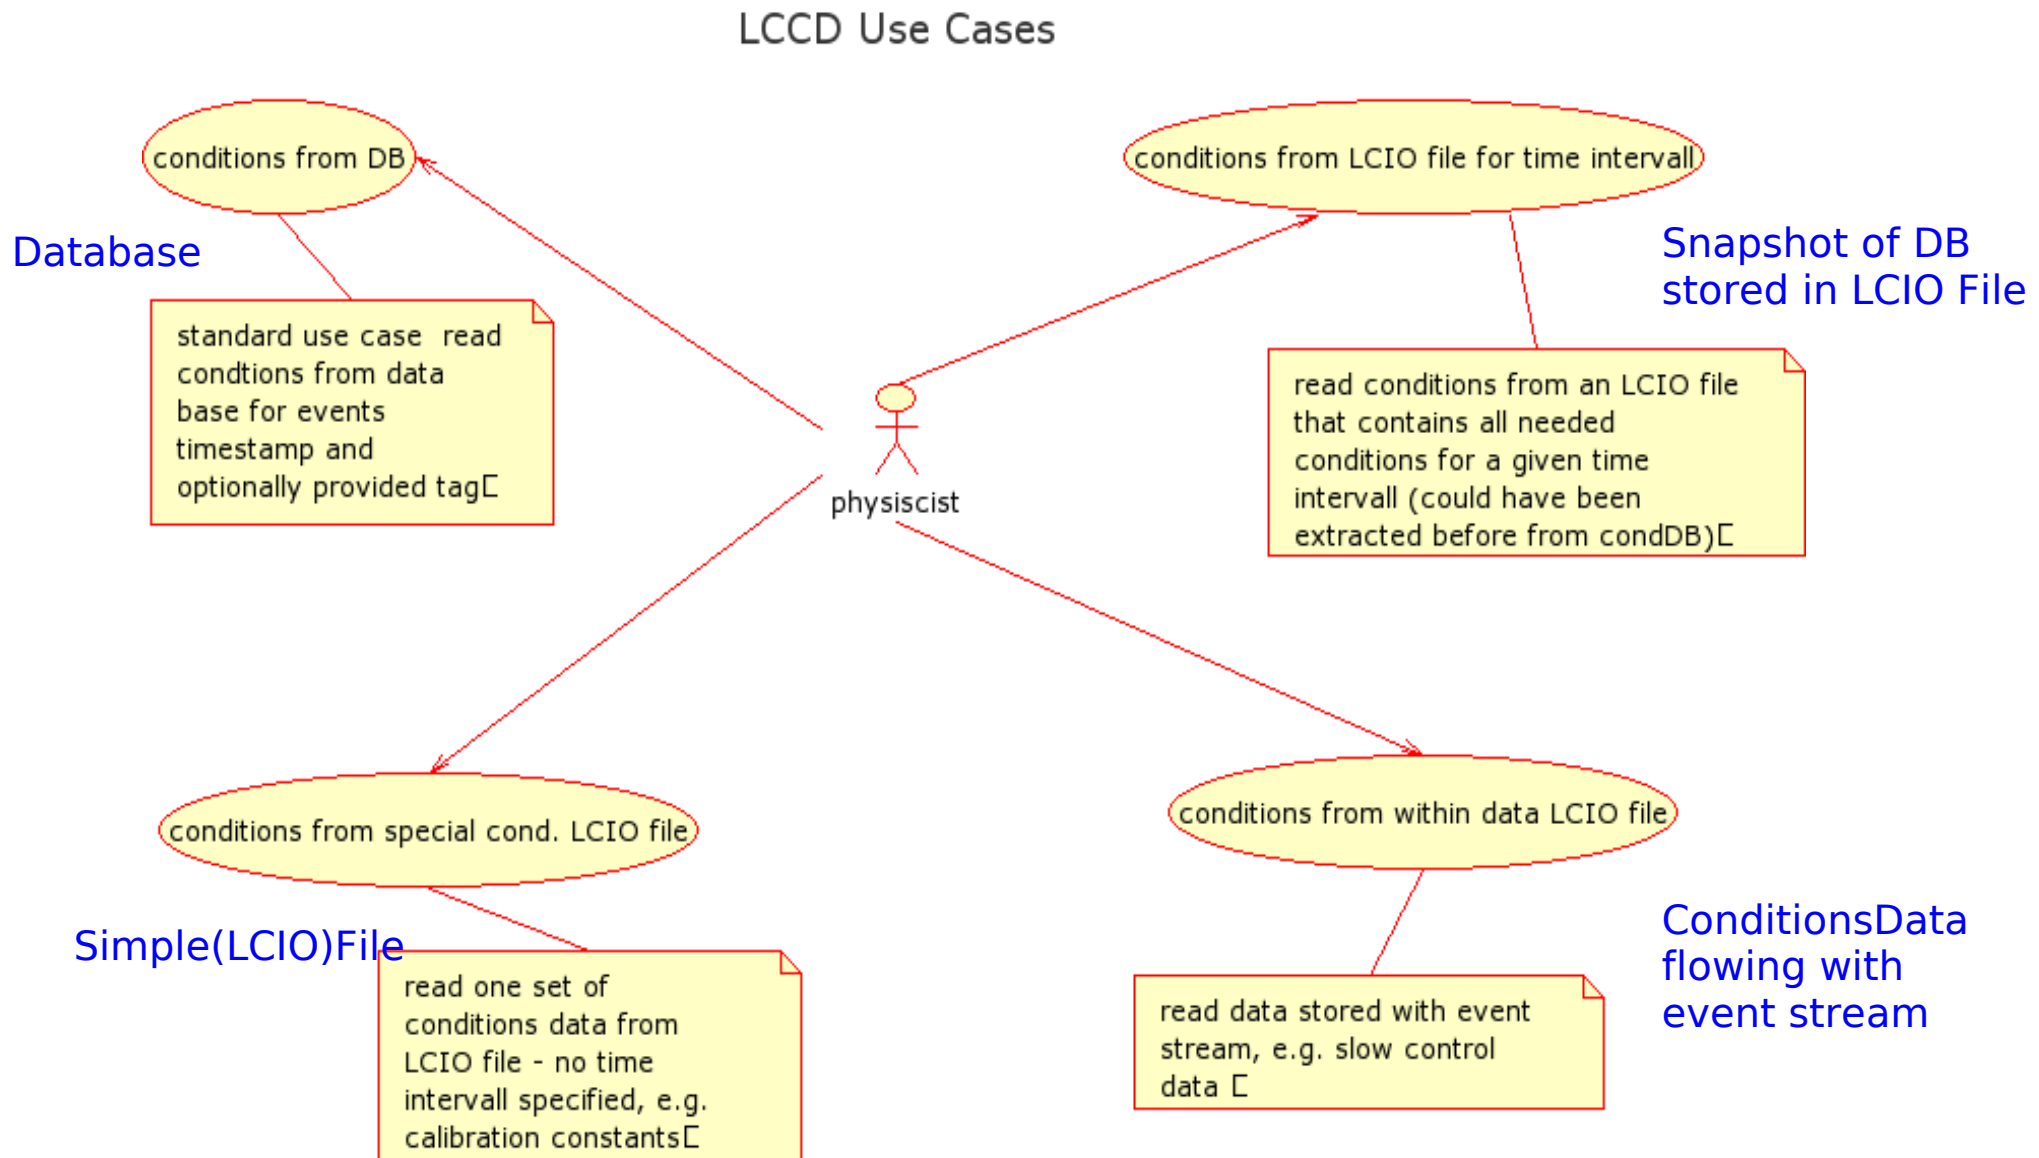 LCCD Use Cases
conditions from DB
Database
standard use case  read
condtions from data
base for events
timestamp and
optionally provided tag
conditions from LCIO file for time intervall
Snapshot of DB
stored in LCIO File
read conditions from an LCIO file
that contains all needed
conditions for a given time
intervall (could have been
extracted before from condDB)
physiscist
conditions from special cond. LCIO file
Simple(LCIO)File
read one set of
conditions data from
LCIO file - no time
intervall specified, e.g.
calibration constants
conditions from within data LCIO file
ConditionsData
flowing with
event stream
read data stored with event
stream, e.g. slow control
data